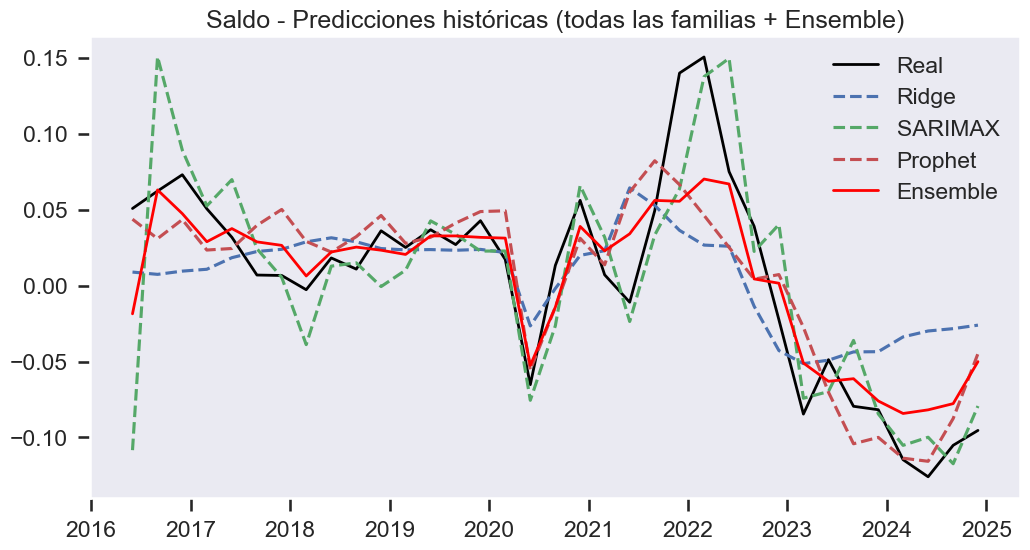 Saldo - Predicciones históricas (todas las familias + Ensemble)
0.15
0.10
0.05
0.00
−0.05
−0.10
Real
Ridge
SARIMAX
Prophet
Ensemble
2016 2017 2018 2019 2020 2021 2022 2023 2024 2025